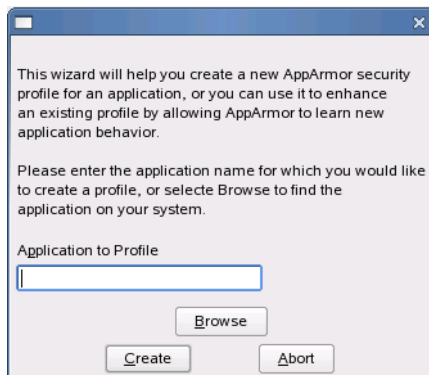 This wizard will help you create a new AppArmor security
profile for an application, or you can use it to enhance
an existing profile by allowing AppArmor to learn new
application behavior.
Please enter the application name for which you would like
to create a profile, or selecte Browse to find the
application on your system.
Application to Profile
Browse
Create Abort